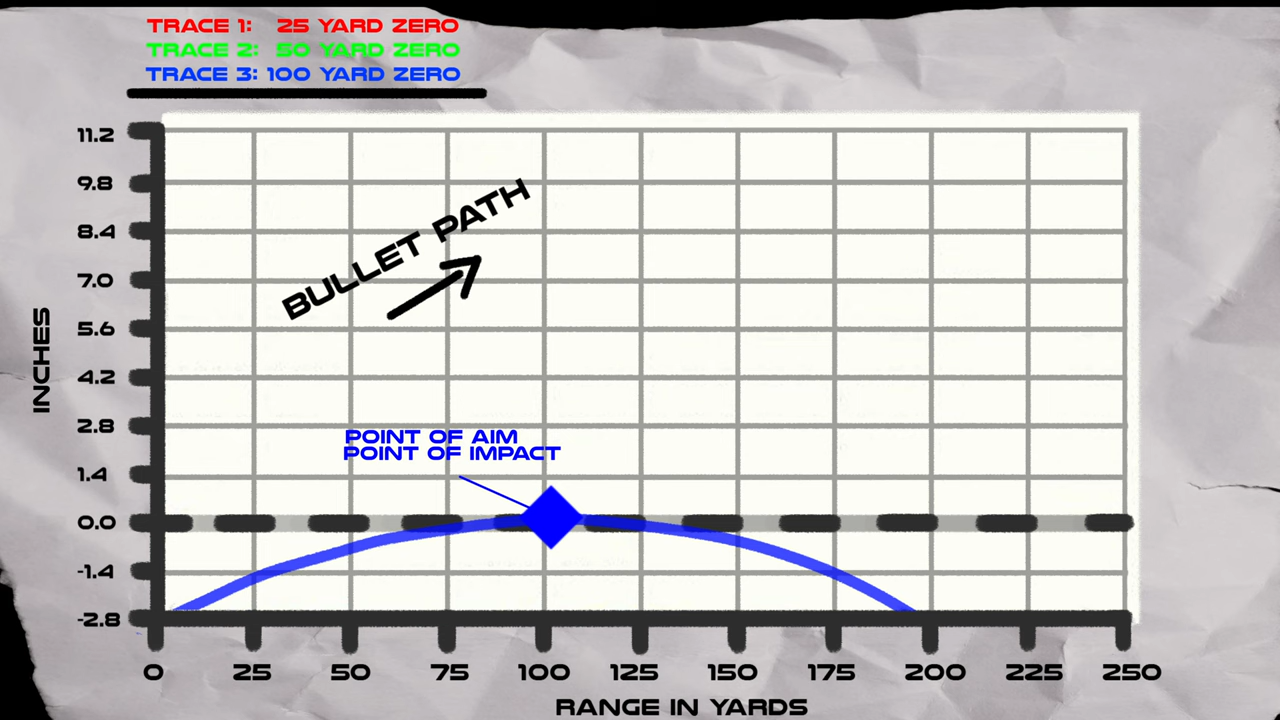 TRACE 1: 25 YARD ZERO
TRACE 2: 50 YARD ZERO
TRACE 3: 100 YARD ZERO
11.2
9.8
8.4
7.0
5.6
4.2
2.8
1.4
0.0
-1.4
-2.8
INCHES
BULLET PATH
POINT OF AIM
POINT OF IMPACT
0 25 50 75 100 125 150 175 200 225 250
RANGE IN YARDS